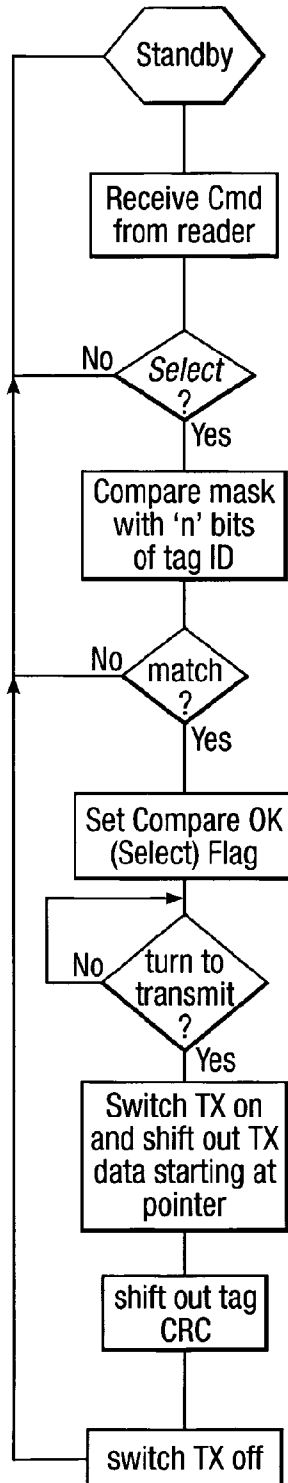 Standby
Receive Cmd
from reader
No
Select
?
Yes
Compare mask
with ‘n’ bits
of tag ID
No
match
?
Yes
Set Compare OK
(Select) Flag
No
turn to
transmit
?
Yes
Switch TX on
and shift out TX
data starting at
pointer
shift out tag
CRC
switch TX off